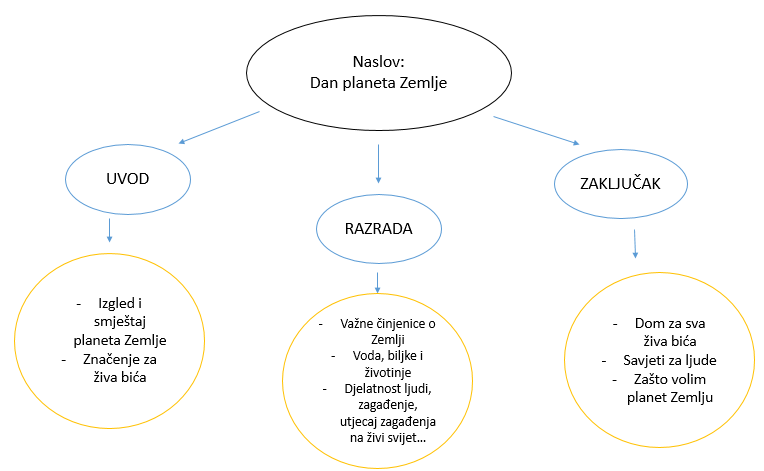 Naslov:
Dan planeta Zemlje
UVOD
- Izgled i
smještaj
planeta Zemlje
- Značenje za
živa bića
RAZRADA
- Važne činjenice o
Zemlji
- Voda, biljke i
životinje
- Djelatnost ljudi,
zagađenje,
utjecaj zagađenja
na živi svijet...
ZAKLJUČAK
- Dom za sva
živa bića
- Savjeti za ljude
- Zašto volim
planet Zemlju